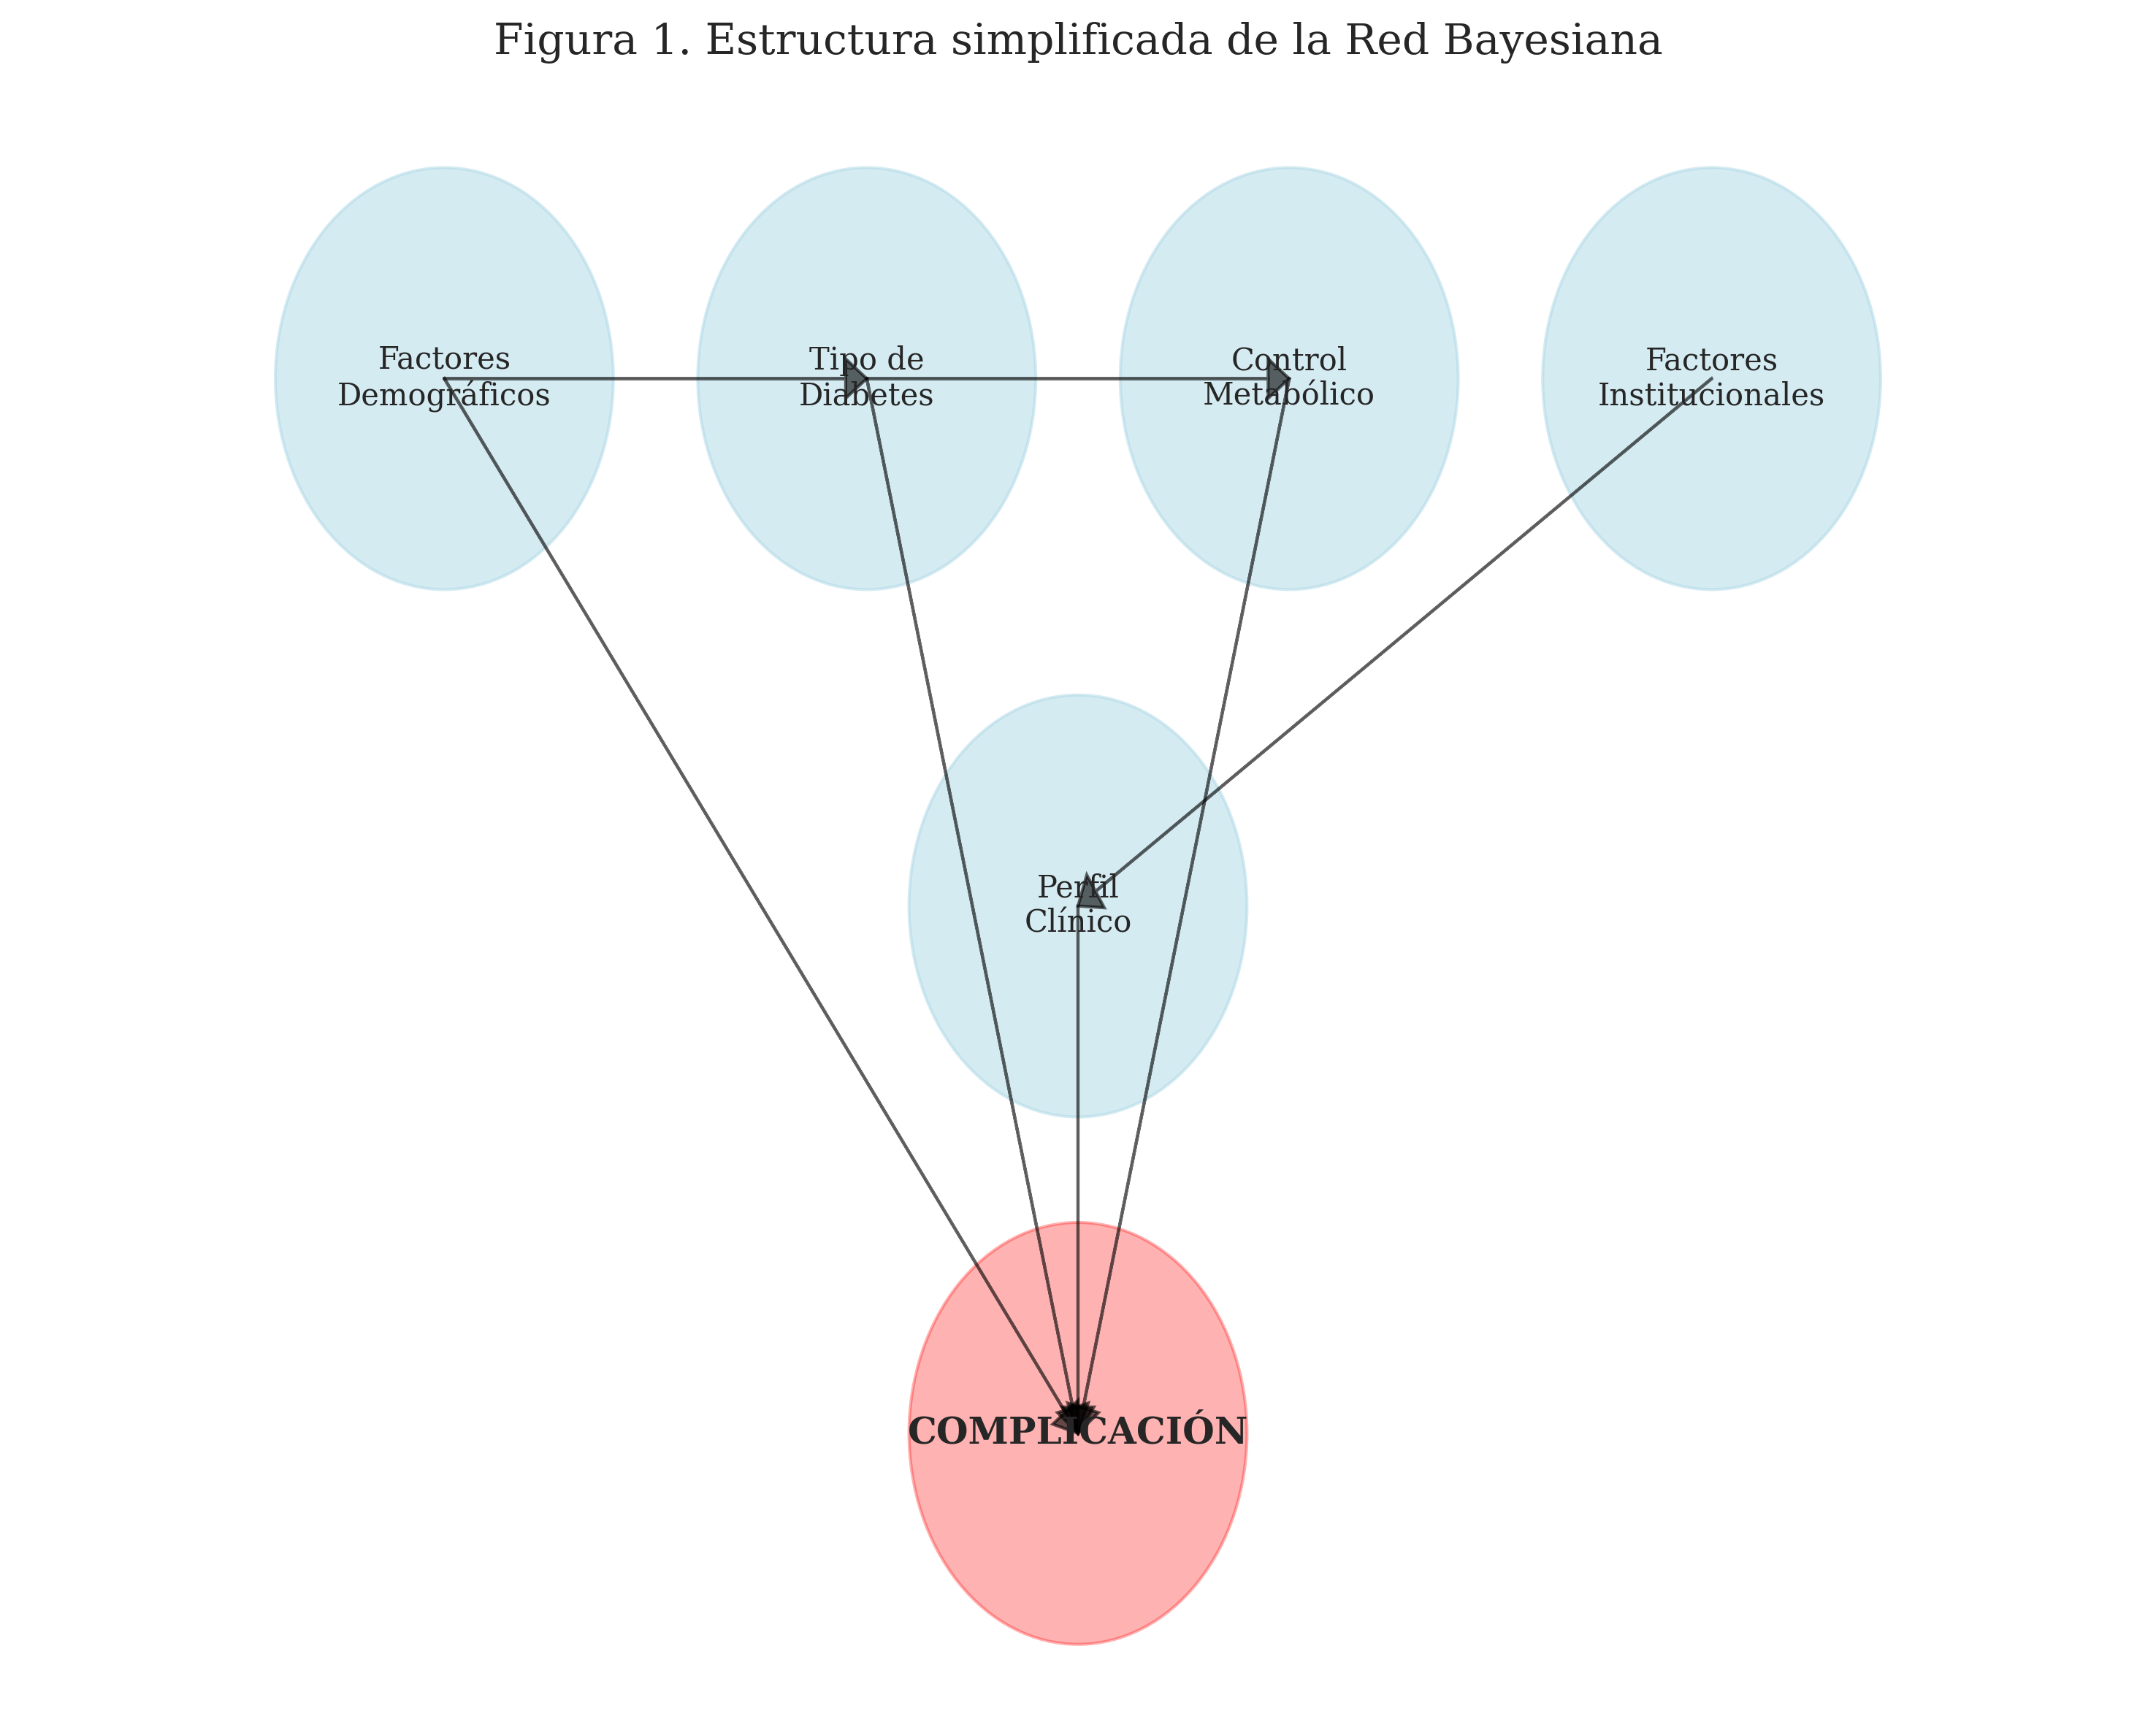 Figura 1. Estructura simplificada de la Red Bayesiana
Factores
Demográficos
Tipo de
Diabetes
Control
Metabólico
Factores
Institucionales
Perfil
Clínico
COMPLICACIÓN